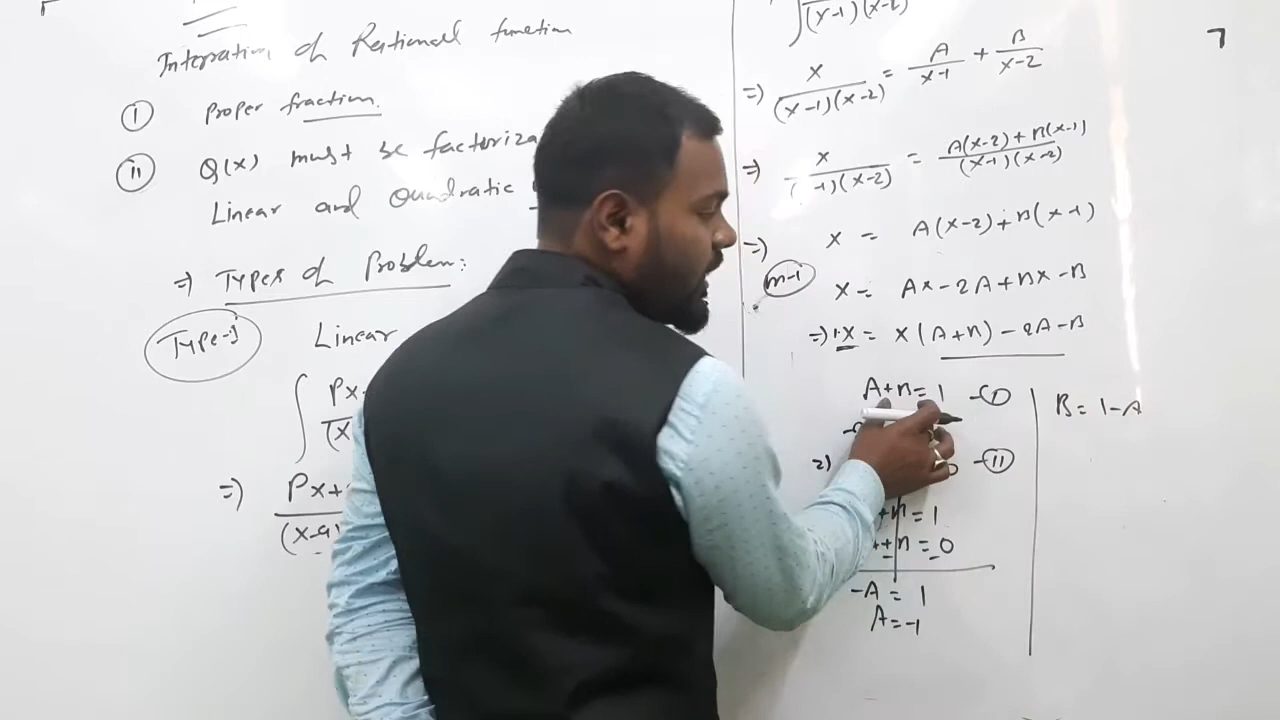 Integration of Rational function
(I) Proper fraction.
(II) Q(x) must be factoriza
Linear and Quadratic
=) Types of Problem:
Type-I Linear
∫ Px
(x
=) Px+
(x-a)
∫ (x-1)(x-2)
=) x/(x-1)(x-2) = A/x-1 + B/x-2
=) x/( -1)(x-2) = A(x-2)+B(x-1)/(x-1)(x-2)
=) x = A(x-2)+B(x-1)
m-i x = Ax-2A+Bx-B
=) 1·x = x(A+B)-2A-B
A+B=1 -(I)
2) 0 -(II)
+B = 1
+B = 0
-A = 1
A=-1
B = 1-A
7